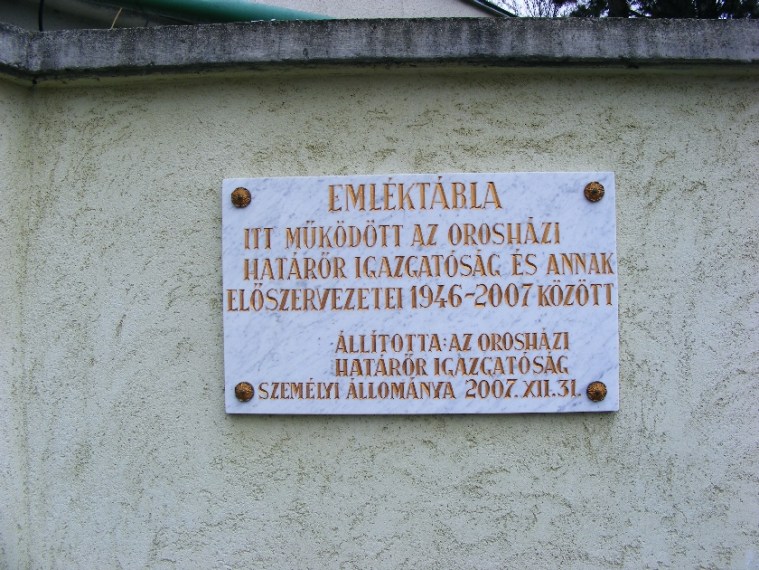 EMLÉKTÁBLA
ITT MŰKÖDÖTT AZ OROSHÁZI
HATÁRŐR IGAZGATÓSÁG ÉS ANNAK
ELŐSZERVEZETEI 1946-2007 KÖZÖTT
ÁLLÍTOTTA: AZ OROSHÁZI
HATÁRŐR IGAZGATÓSÁG
SZEMÉLYI ÁLLOMÁNYA 2007.XII.31.